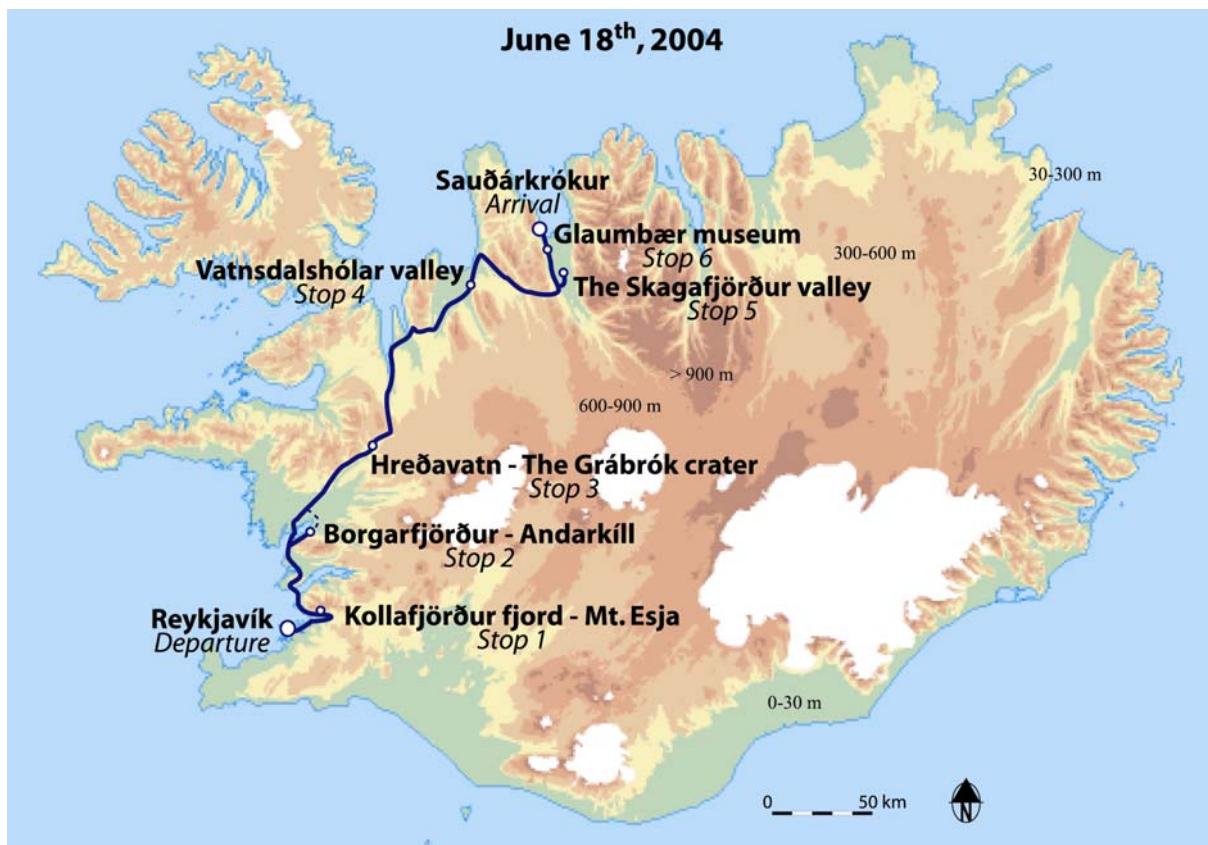 June 18th, 2004
Sauðárkrókur
Arrival
Glaumbær museum
Stop 6
Vatnsdalshólar valley
Stop 4
The Skagafjörður valley
Stop 5
30-300 m
300-600 m
> 900 m
600-900 m
Hreðavatn - The Grábrók crater
Stop 3
Borgarfjörður - Andarkíll
Stop 2
Reykjavík
Departure
Kollafjörður fjord - Mt. Esja
Stop 1
0-30 m
0 50 km
N